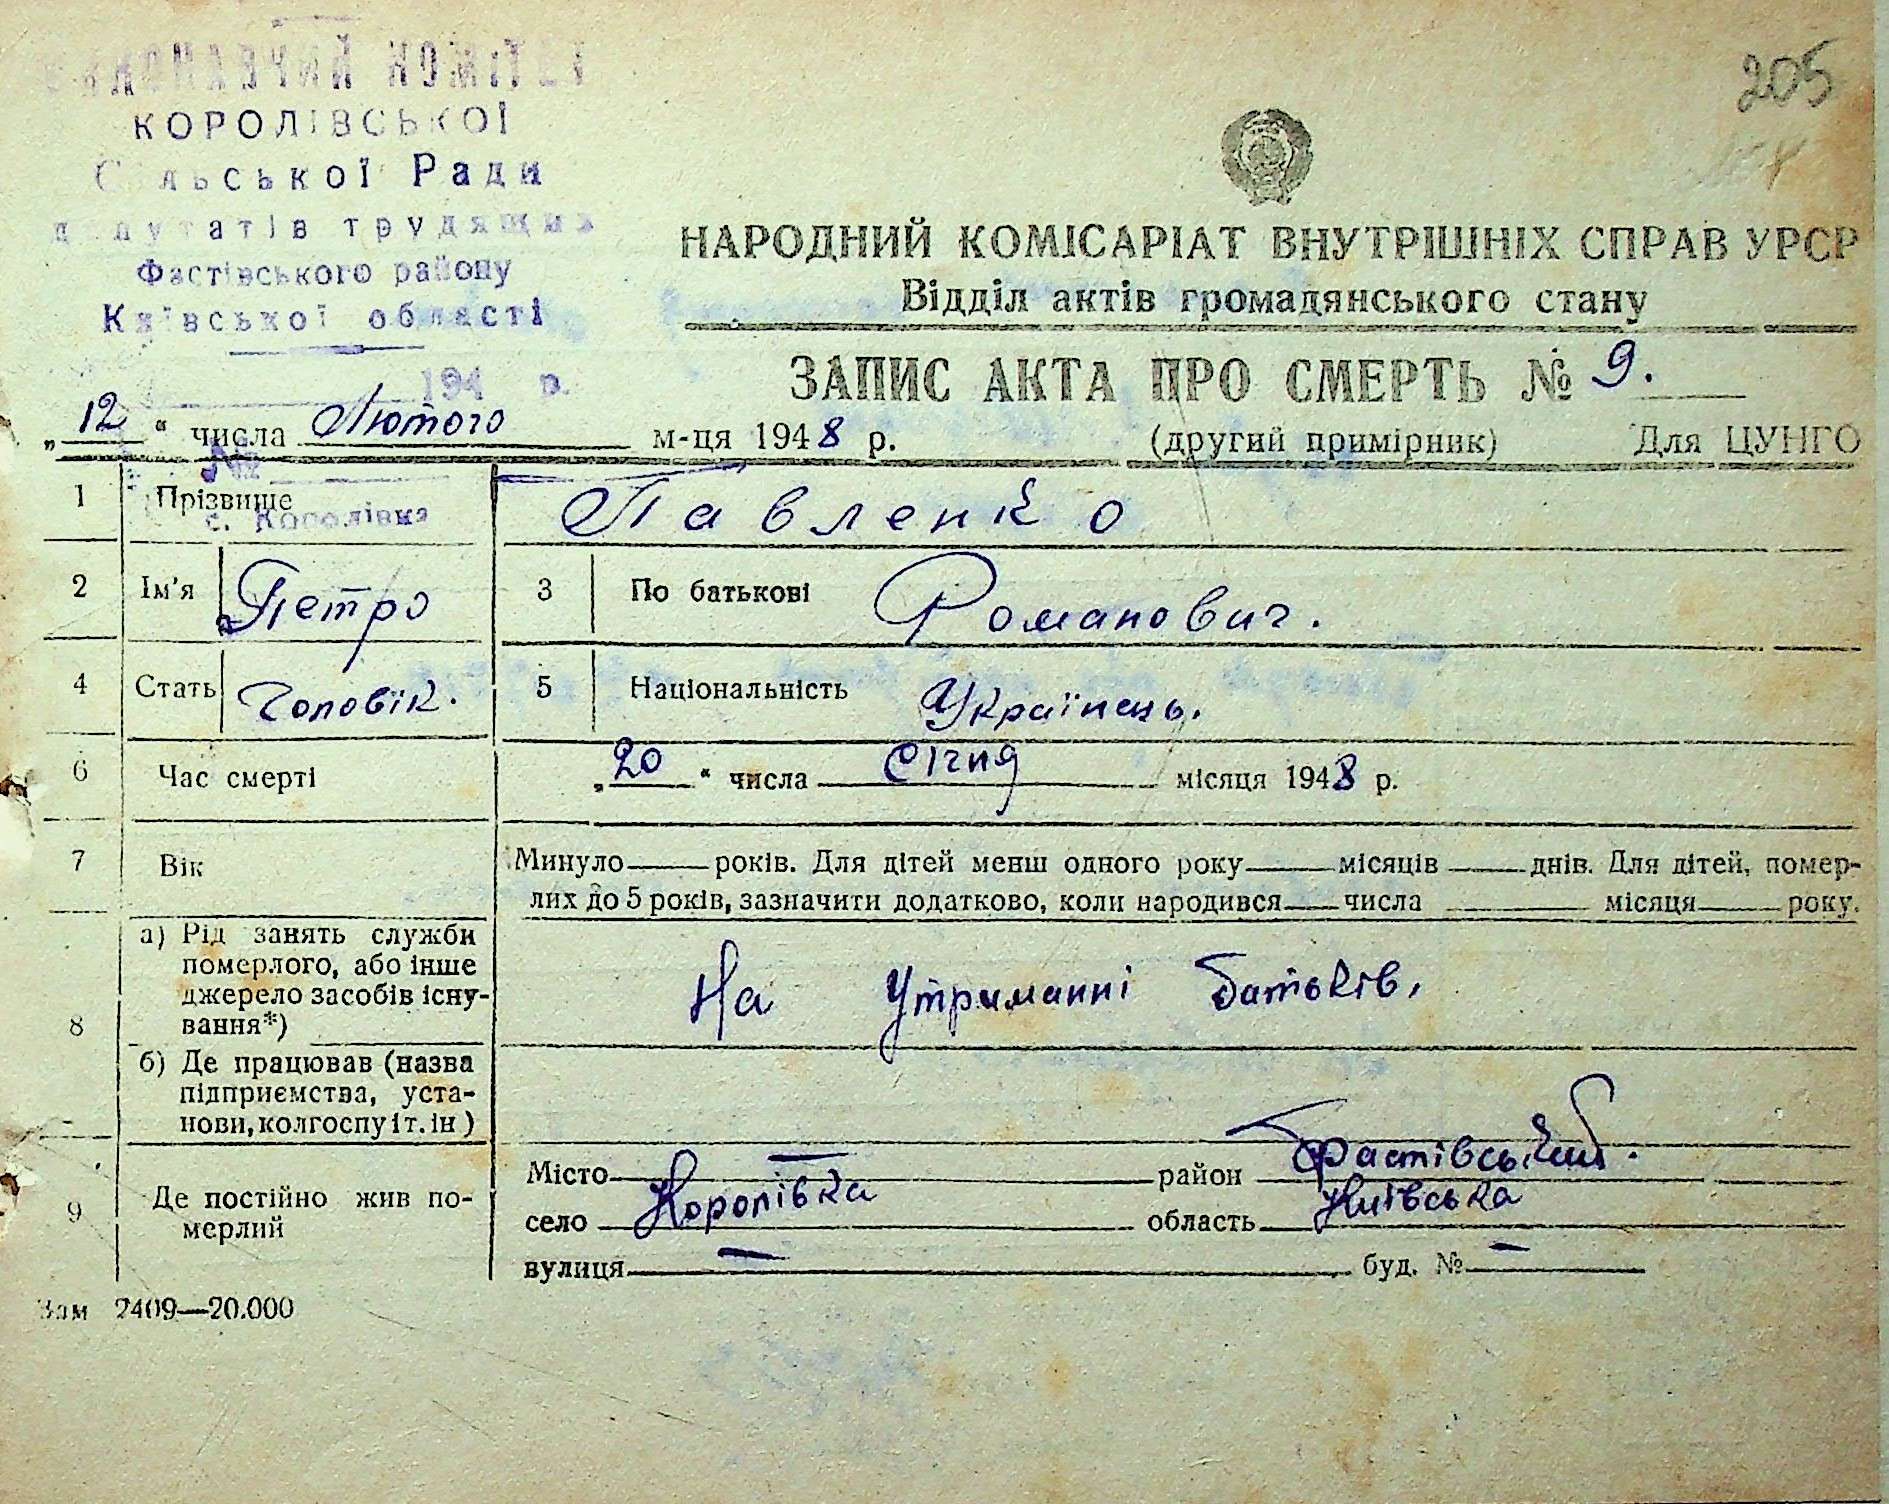 ВИКОНАВЧИЙ КОМІТЕТ
КОРОЛІВСЬКОЇ
Сільської Ради
депутатів трудящих
Фастівського району
Київської області
194 р.
№
с. Королівка
205
НАРОДНИЙ КОМІСАРІАТ ВНУТРІШНІХ СПРАВ УРСР
Відділ актів громадянського стану
ЗАПИС АКТА ПРО СМЕРТЬ № 9.
„12“ числа Лютого м-ця 1948 р. (другий примірник) Для ЦУНГО
1 Прізвище Павленко
2 Ім'я Петро 3 По батькові Романович.
4 Стать Чоловік. 5 Національність Українець.
6 Час смерті „20“ числа Січня місяця 1948 р.
7 Вік Минуло років. Для дітей менш одного року місяців днів. Для дітей, помер-
лих до 5 років, зазначити додатково, коли народився числа місяця року.
8 а) Рід занять служби
померлого, або інше
джерело засобів існу-
вання*)
На утриманні батьків.
б) Де працював (назва
підприємства, уста-
нови, колгоспу і т. ін)
9 Де постійно жив по-
мерлий
Місто — район Фастівський.
село Королівка область Київська
вулиця — буд. № —
Зам 2409—20.000